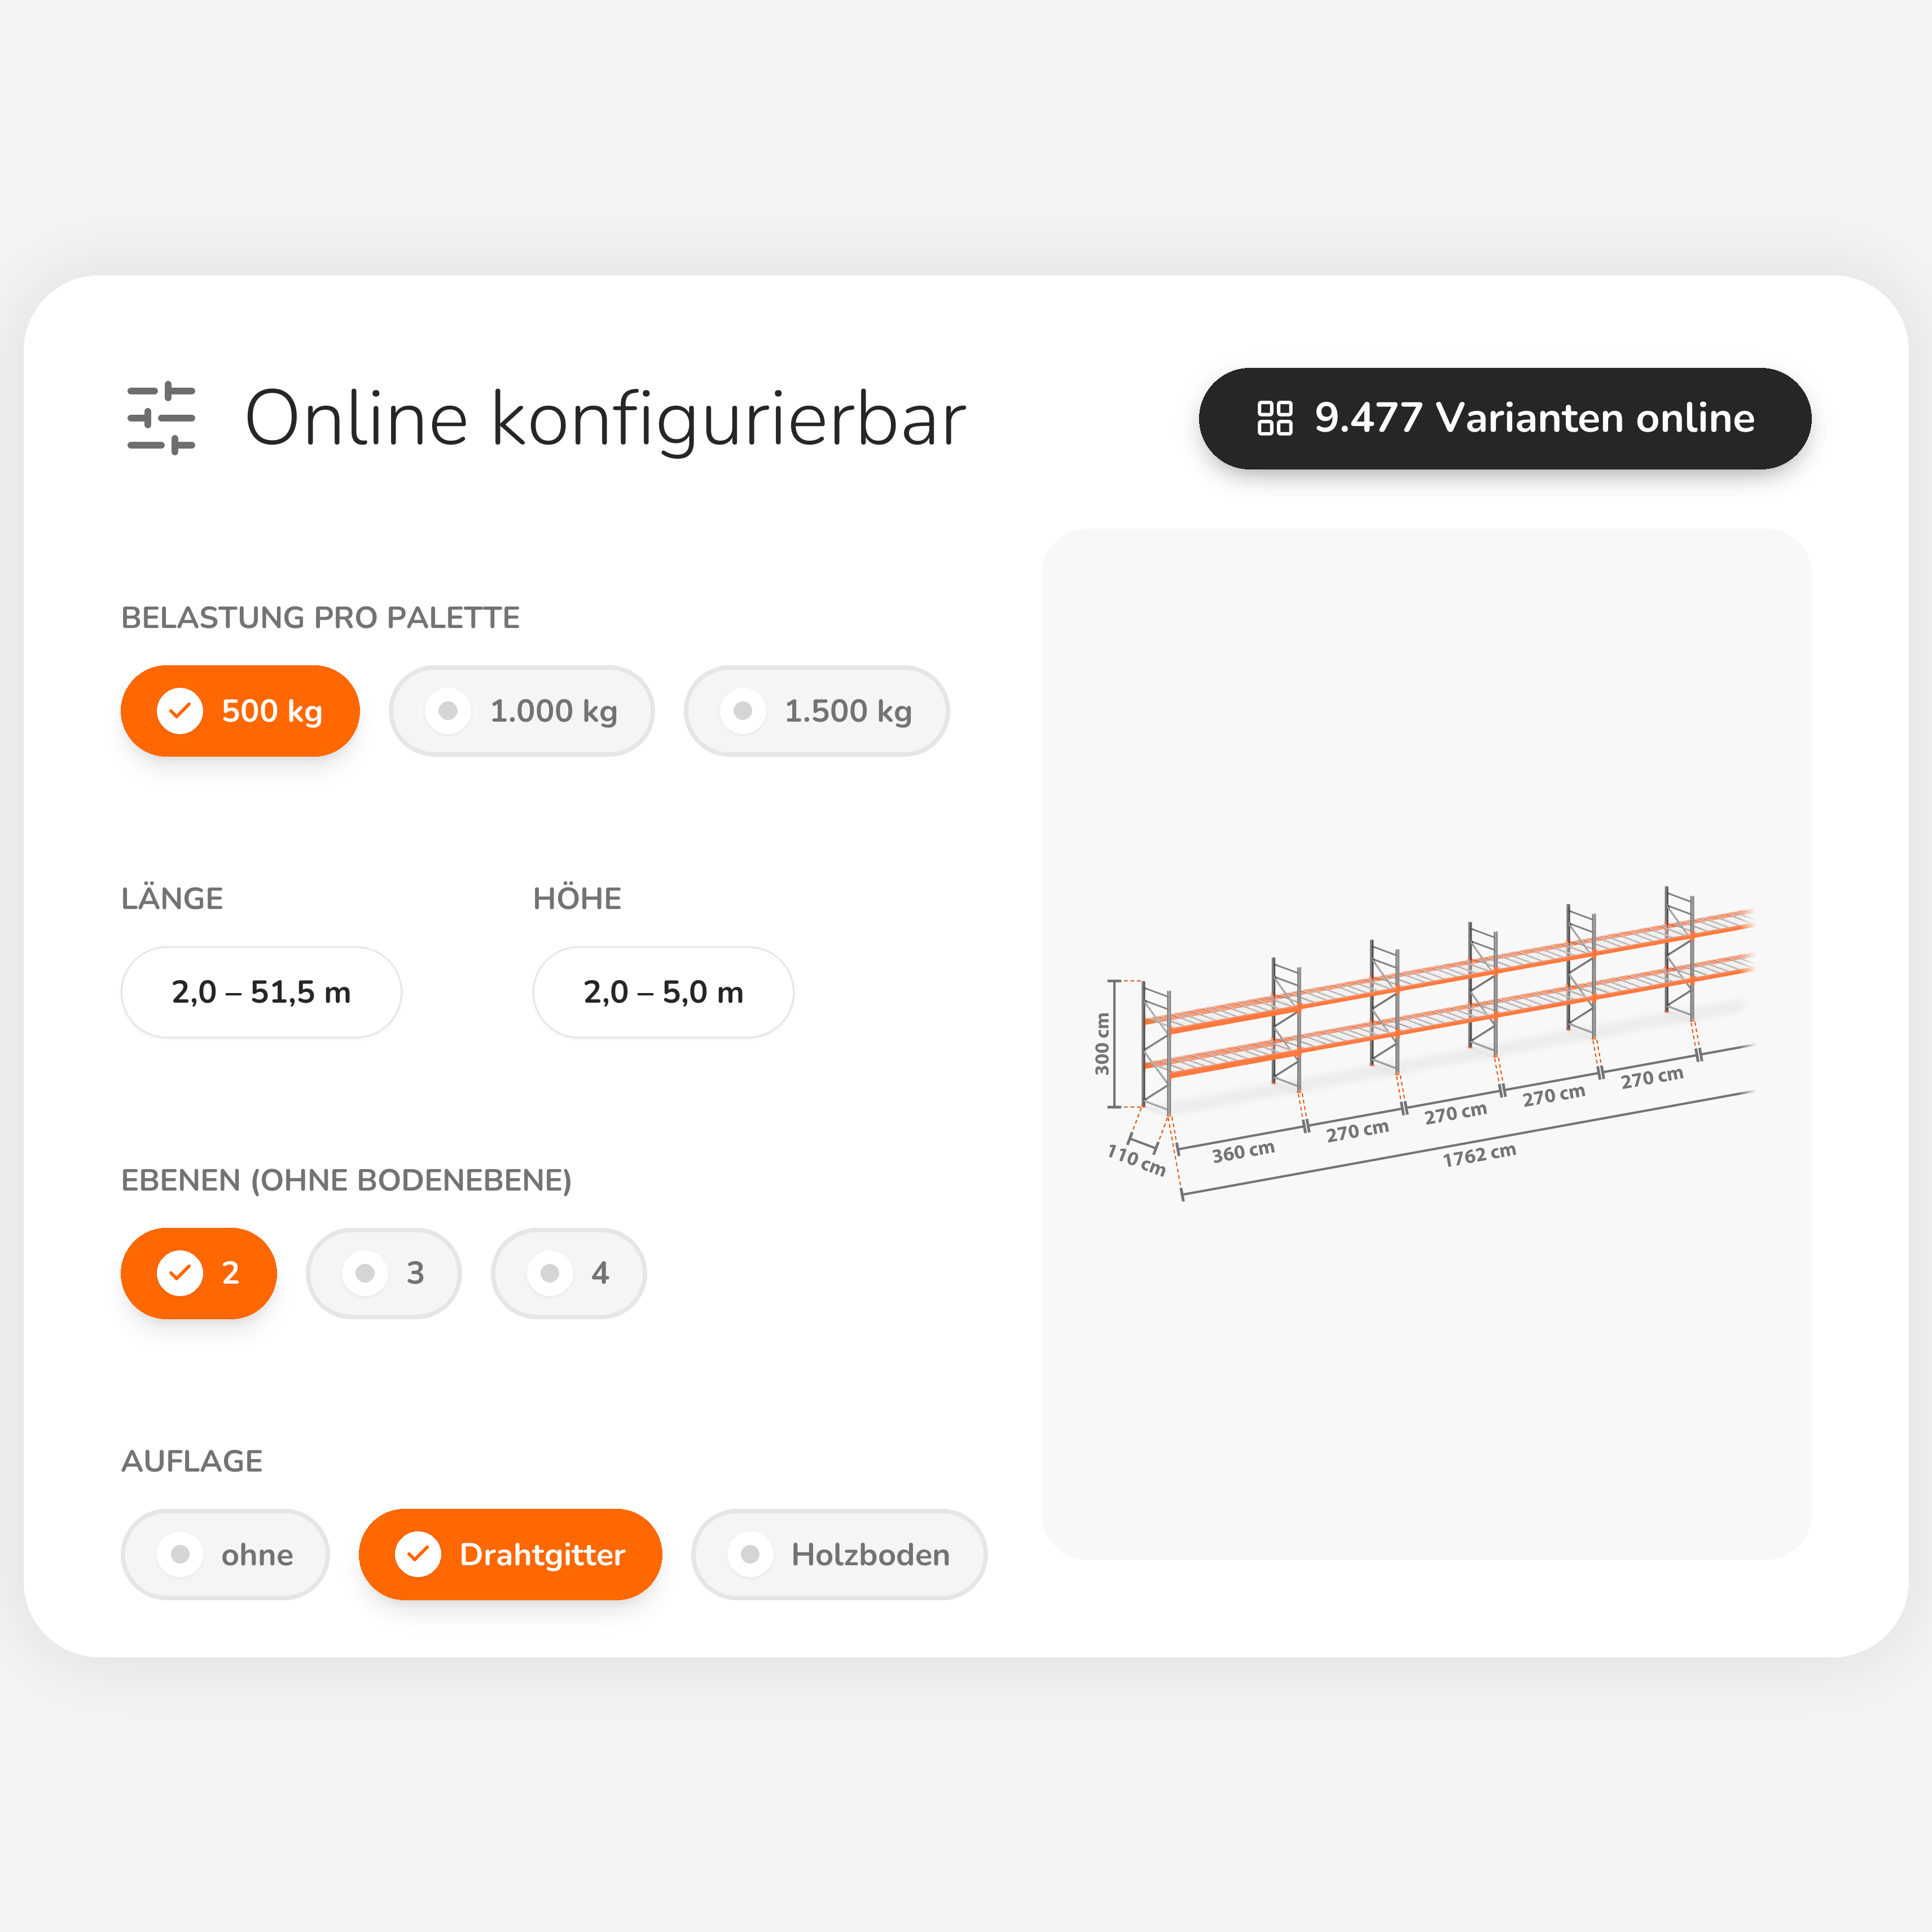 Online konfigurierbar
9.477 Varianten online
BELASTUNG PRO PALETTE
500 kg
1.000 kg
1.500 kg
LÄNGE
HÖHE
2,0 – 51,5 m
2,0 – 5,0 m
EBENEN (OHNE BODENEBENE)
2
3
4
AUFLAGE
ohne
Drahtgitter
Holzboden
300 cm
110 cm
360 cm
270 cm
270 cm
270 cm
270 cm
1762 cm